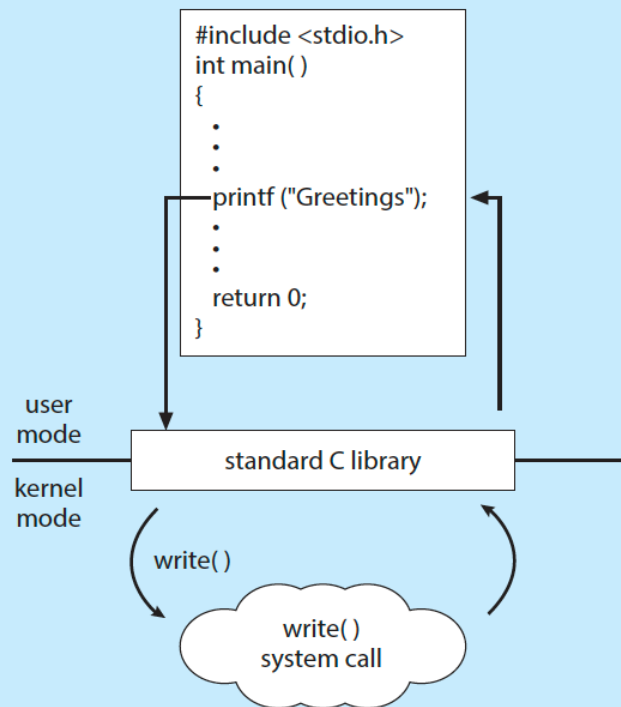 #include <stdio.h>
int main( )
{
•
•
•
printf ("Greetings");
•
•
•
return 0;
}
user
mode
standard C library
kernel
mode
write( )
write( )
system call